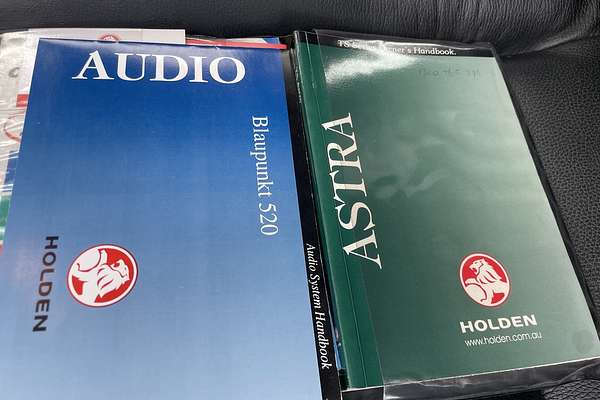 AUDIO
Blaupunkt 520
HOLDEN
Audio System Handbook
Owner's Handbook.
ASTRA
HOLDEN
www.holden.com.au